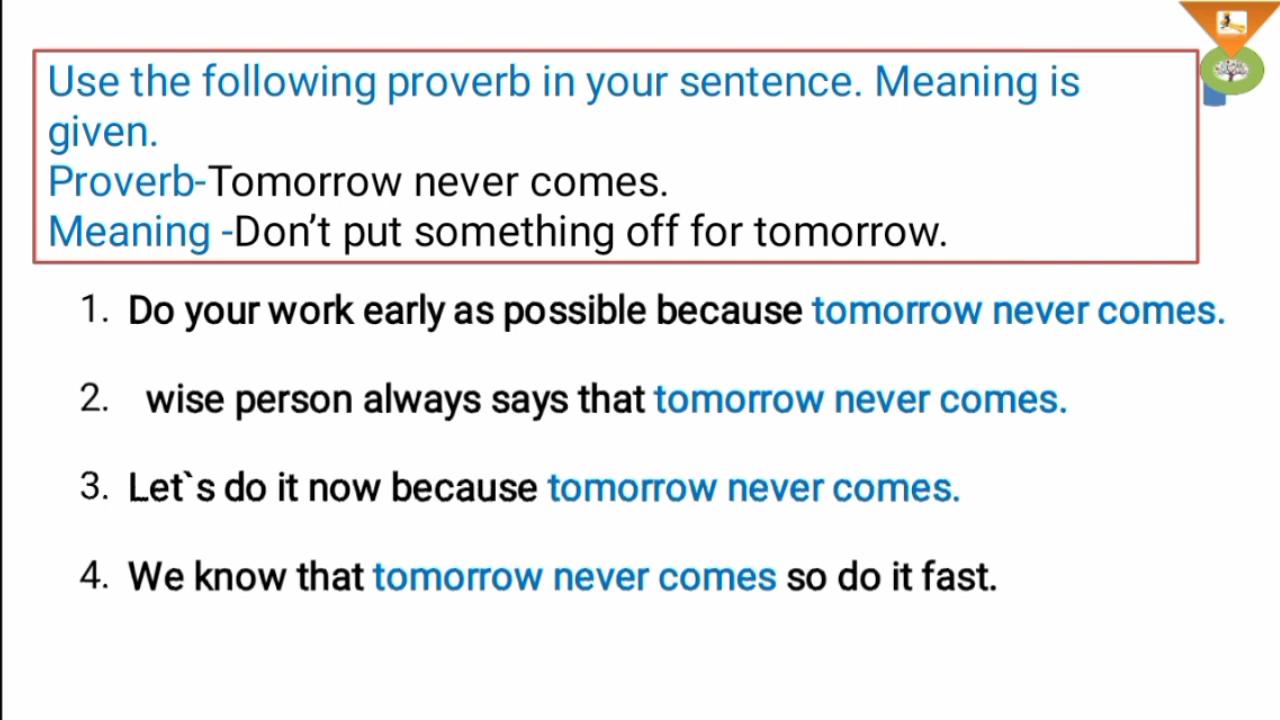 Use the following proverb in your sentence. Meaning is
given.
Proverb-Tomorrow never comes.
Meaning -Don’t put something off for tomorrow.
1. Do your work early as possible because tomorrow never comes.
2. wise person always says that tomorrow never comes.
3. Let`s do it now because tomorrow never comes.
4. We know that tomorrow never comes so do it fast.